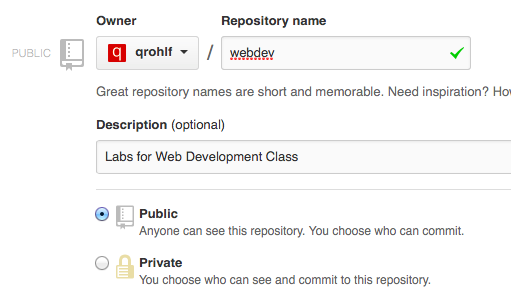 Owner Repository name
PUBLIC q qrohlf / webdev
Great repository names are short and memorable. Need inspiration?
Description (optional)
Labs for Web Development Class
Public
Anyone can see this repository. You choose who can commit.
Private
You choose who can see and commit to this repository.